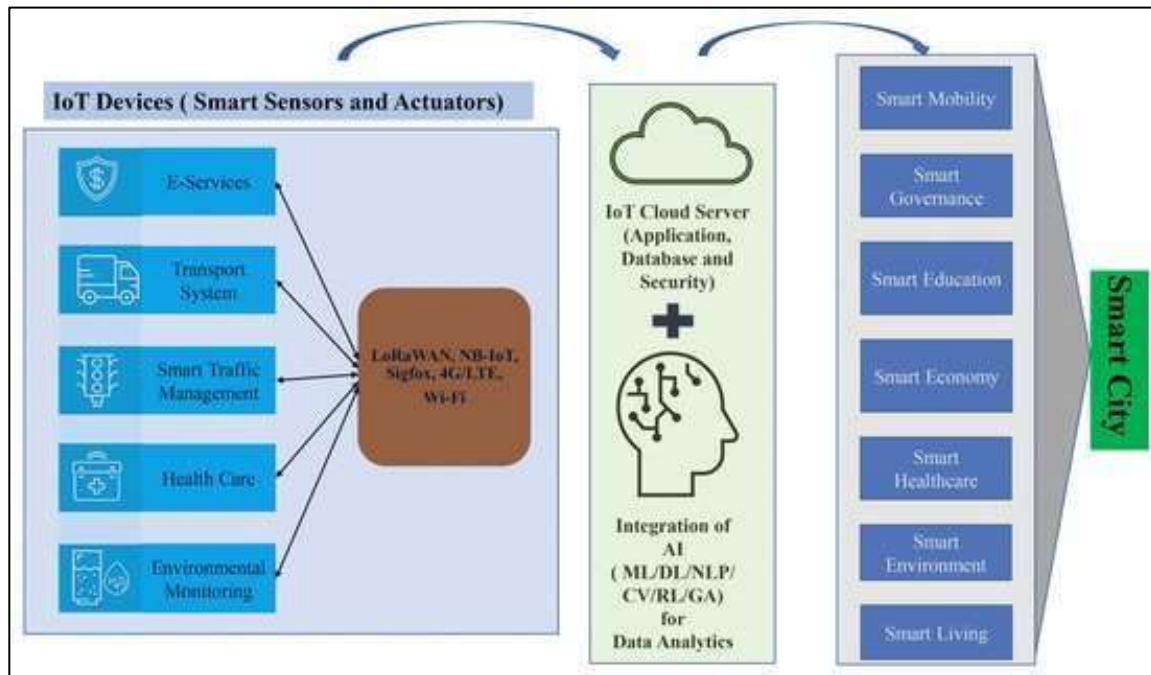 IoT Devices ( Smart Sensors and Actuators)
E-Services
Transport
System
Smart Traffic
Management
Health Care
Environmental
Monitoring
LoRaWAN, NB-IoT,
Sigfox, 4G/LTE,
Wi-Fi
IoT Cloud Server
(Application,
Database and
Security)
Integration of
AI
( ML/DL/NLP/
CV/RL/GA)
for
Data Analytics
Smart Mobility
Smart
Governance
Smart Education
Smart Economy
Smart
Healthcare
Smart
Environment
Smart Living
Smart City